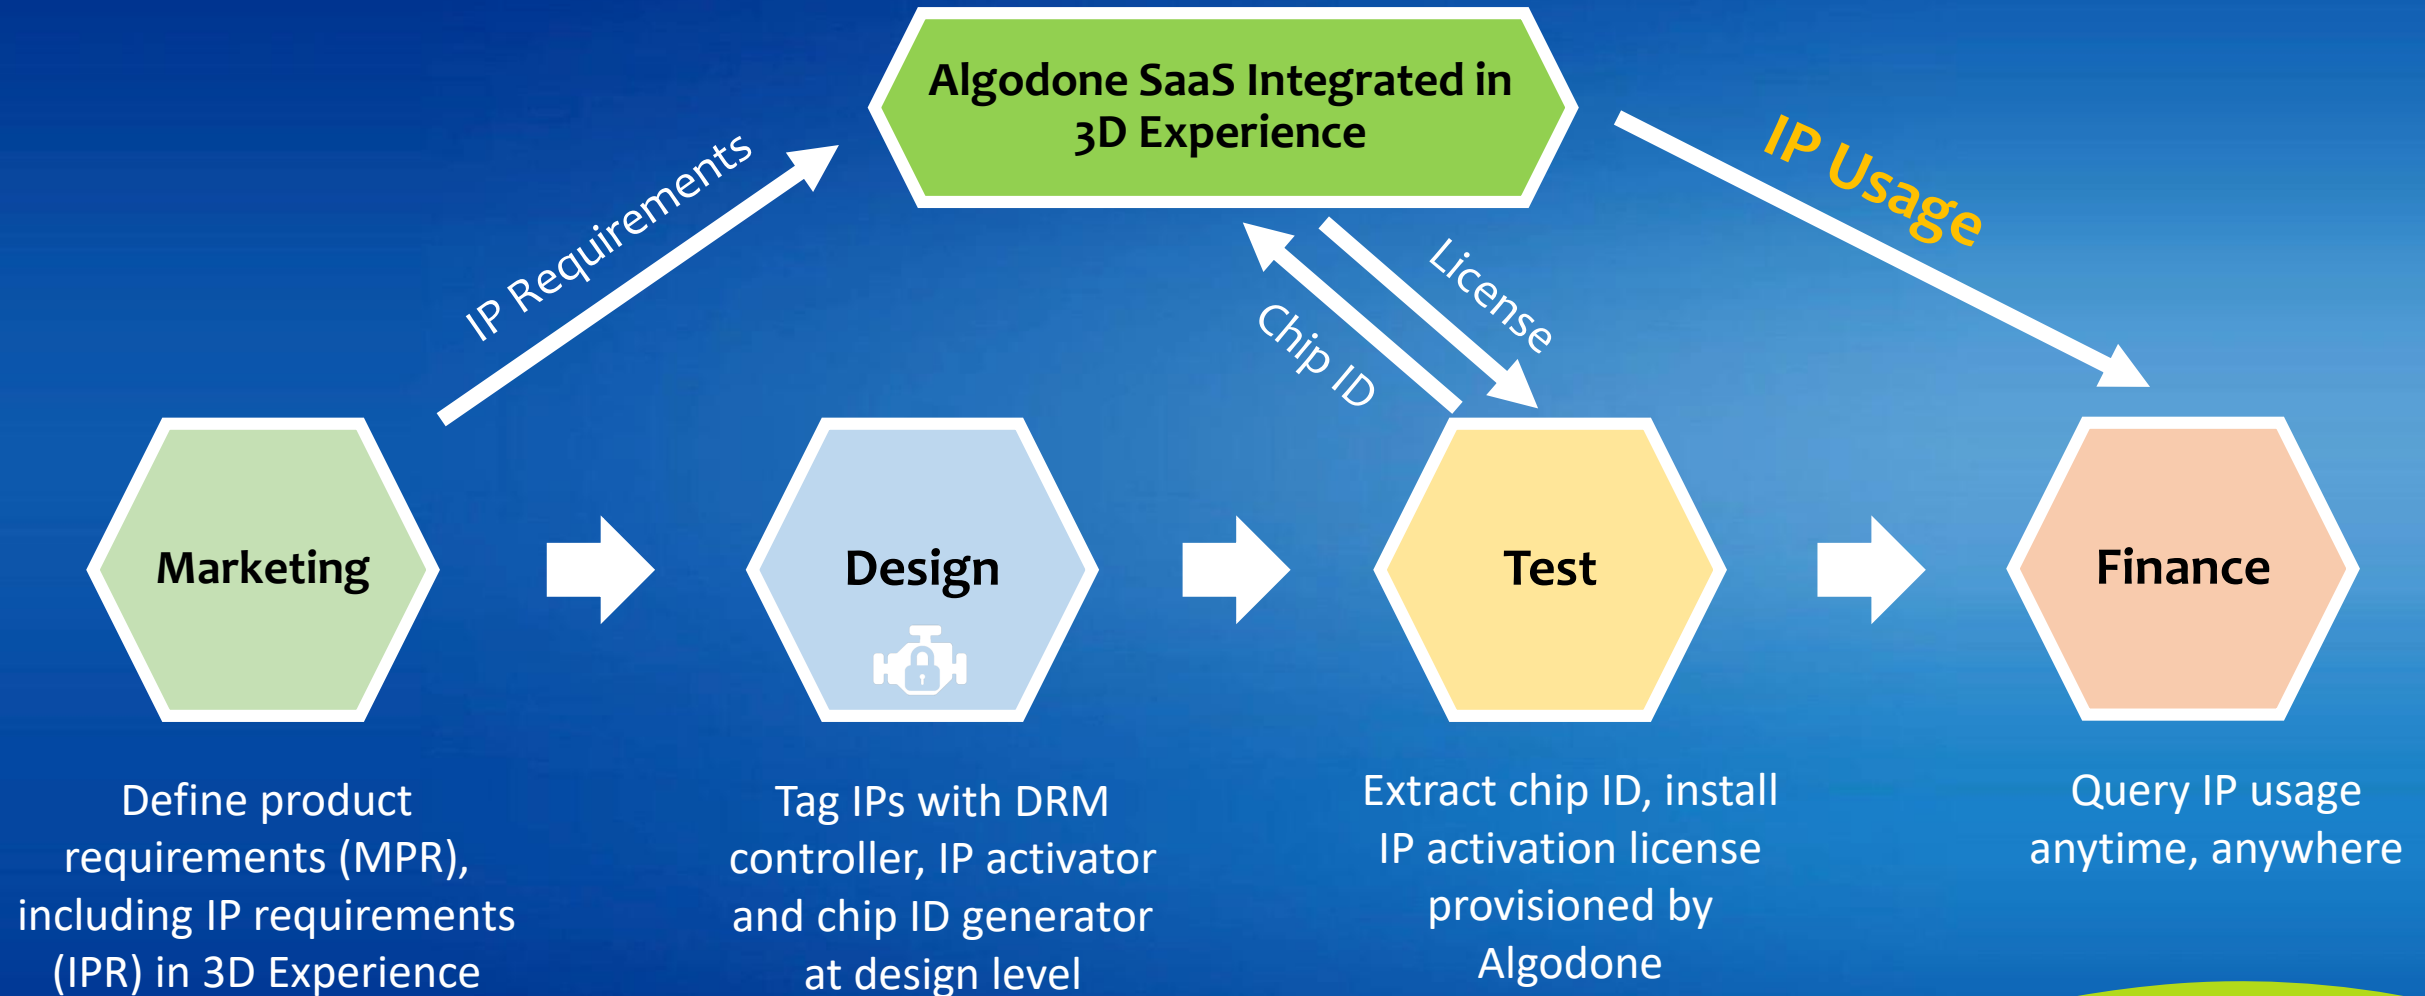 Algodone SaaS Integrated in
3D Experience
IP Requirements
IP Usage
License
Chip ID
Marketing
Design
Test
Finance
Define product
requirements (MPR),
including IP requirements
(IPR) in 3D Experience
Tag IPs with DRM
controller, IP activator
and chip ID generator
at design level
Extract chip ID, install
IP activation license
provisioned by
Algodone
Query IP usage
anytime, anywhere